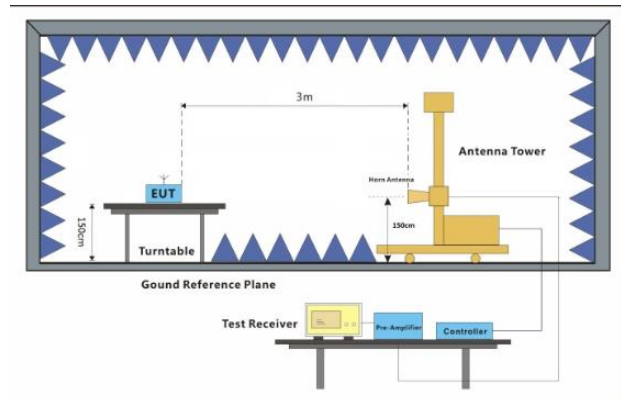 3m
Antenna Tower
Horn Antenna
EUT
150cm
150cm
Turntable
Gound Reference Plane
Test Receiver
Pre-Amplifier
Controller